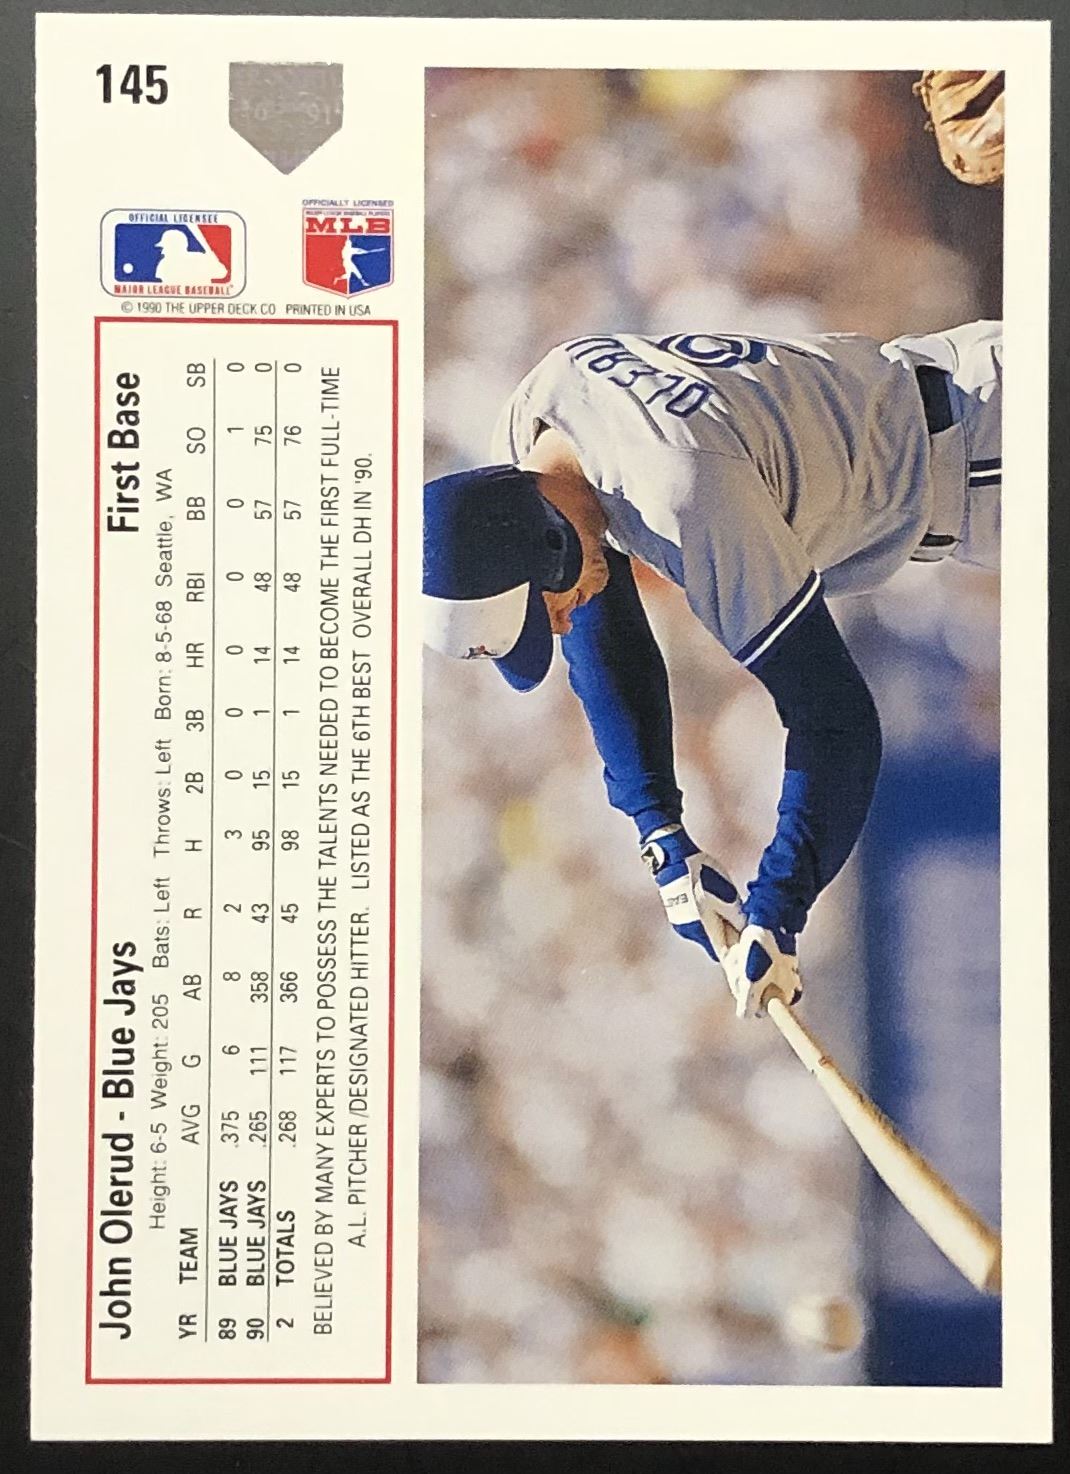 145
OFFICIAL LICENSEE
MAJOR LEAGUE BASEBALL
OFFICIALLY LICENSED
MAJOR LEAGUE BASEBALL PLAYERS
MLB
© 1990 THE UPPER DECK CO PRINTED IN USA
John Olerud - Blue Jays First Base
Height: 6-5 Weight: 205 Bats: Left Throws: Left Born: 8-5-68 Seattle, WA
YR TEAM AVG G AB R H 2B 3B HR RBI BB SO SB
89 BLUE JAYS .375 6 8 2 3 0 0 0 0 0 1 0
90 BLUE JAYS .265 111 358 43 95 15 1 14 48 57 75 0
2 TOTALS .268 117 366 45 98 15 1 14 48 57 76 0
BELIEVED BY MANY EXPERTS TO POSSESS THE TALENTS NEEDED TO BECOME THE FIRST FULL-TIME
A.L. PITCHER/DESIGNATED HITTER. LISTED AS THE 6TH BEST OVERALL DH IN '90.
OLERU